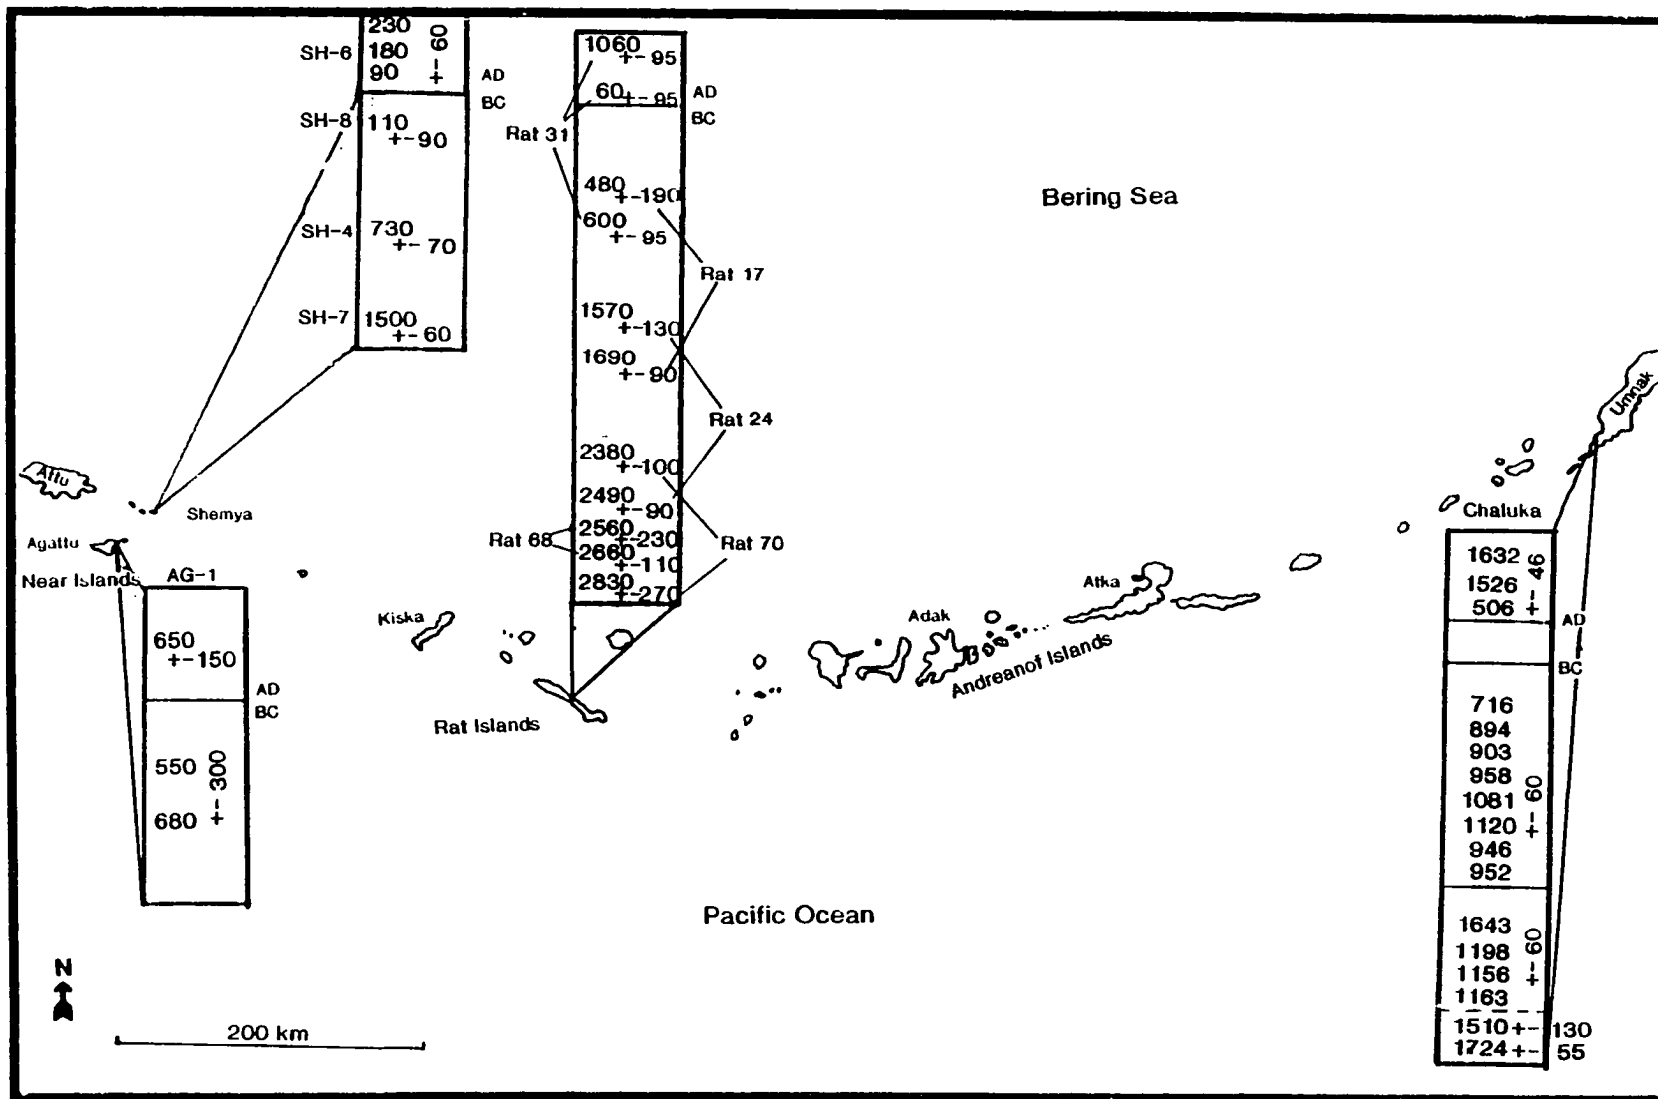 230
SH-6 180
90 +- 60
AD
BC
SH-8 110
+-90
SH-4 730
+-70
SH-7 1500
+-60
1060
+-95
60
+-95
AD
BC
Rat 31
480
+-190
600
+-95
Rat 17
1570
+-130
1690
+-90
Rat 24
2380
+-100
2490
+-90
2560
+-230
Rat 68
2660
+-110
Rat 70
2830
+-270
Bering Sea
Attu
Shemya
Agattu
Near Islands
AG-1
650
+-150
AD
BC
550
680
+-300
Kiska
Rat Islands
Adak
Atka
Andreanof Islands
Umnak
Chaluka
1632
1526
506
+-46
AD
BC
716
894
903
958
1081
1120
946
952
+-60
1643
1198
1156
1163
+-60
1510+-130
1724+-55
Pacific Ocean
N
200 km